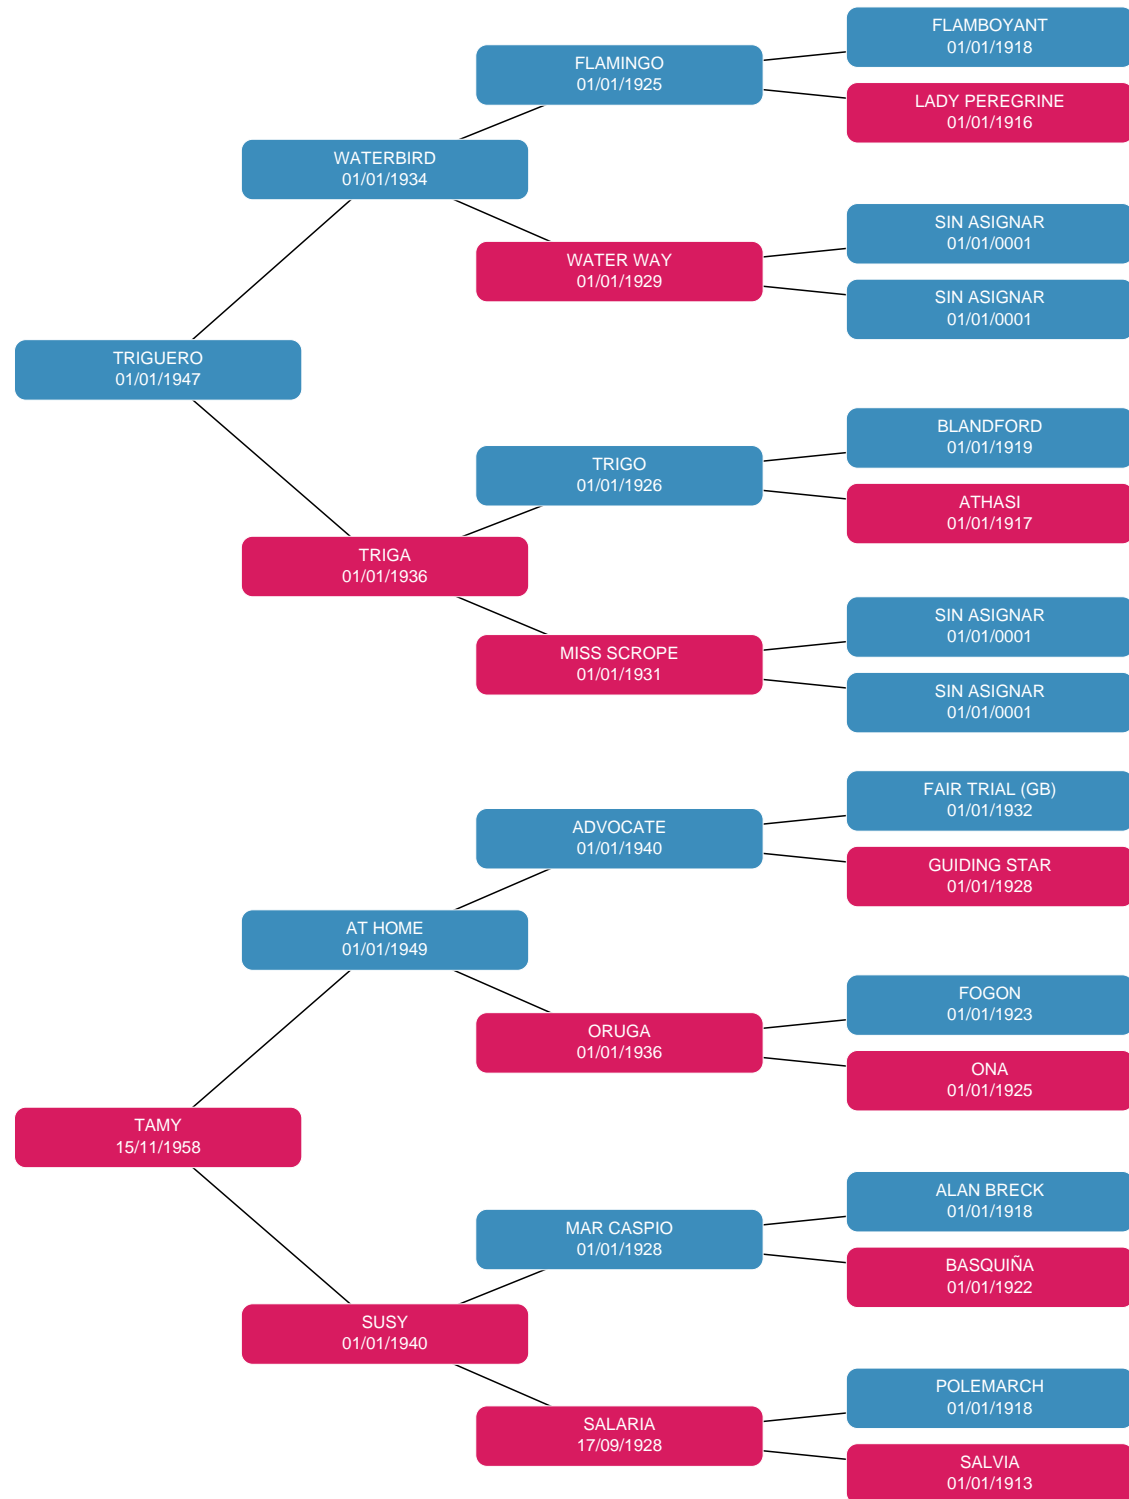 FLAMBOYANT
01/01/1918
FLAMINGO
01/01/1925
LADY PEREGRINE
01/01/1916
WATERBIRD
01/01/1934
SIN ASIGNAR
01/01/0001
WATER WAY
01/01/1929
SIN ASIGNAR
01/01/0001
TRIGUERO
01/01/1947
BLANDFORD
01/01/1919
TRIGO
01/01/1926
ATHASI
01/01/1917
TRIGA
01/01/1936
SIN ASIGNAR
01/01/0001
MISS SCROPE
01/01/1931
SIN ASIGNAR
01/01/0001
FAIR TRIAL (GB)
01/01/1932
ADVOCATE
01/01/1940
GUIDING STAR
01/01/1928
AT HOME
01/01/1949
FOGON
01/01/1923
ORUGA
01/01/1936
ONA
01/01/1925
TAMY
15/11/1958
ALAN BRECK
01/01/1918
MAR CASPIO
01/01/1928
BASQUIÑA
01/01/1922
SUSY
01/01/1940
POLEMARCH
01/01/1918
SALARIA
17/09/1928
SALVIA
01/01/1913